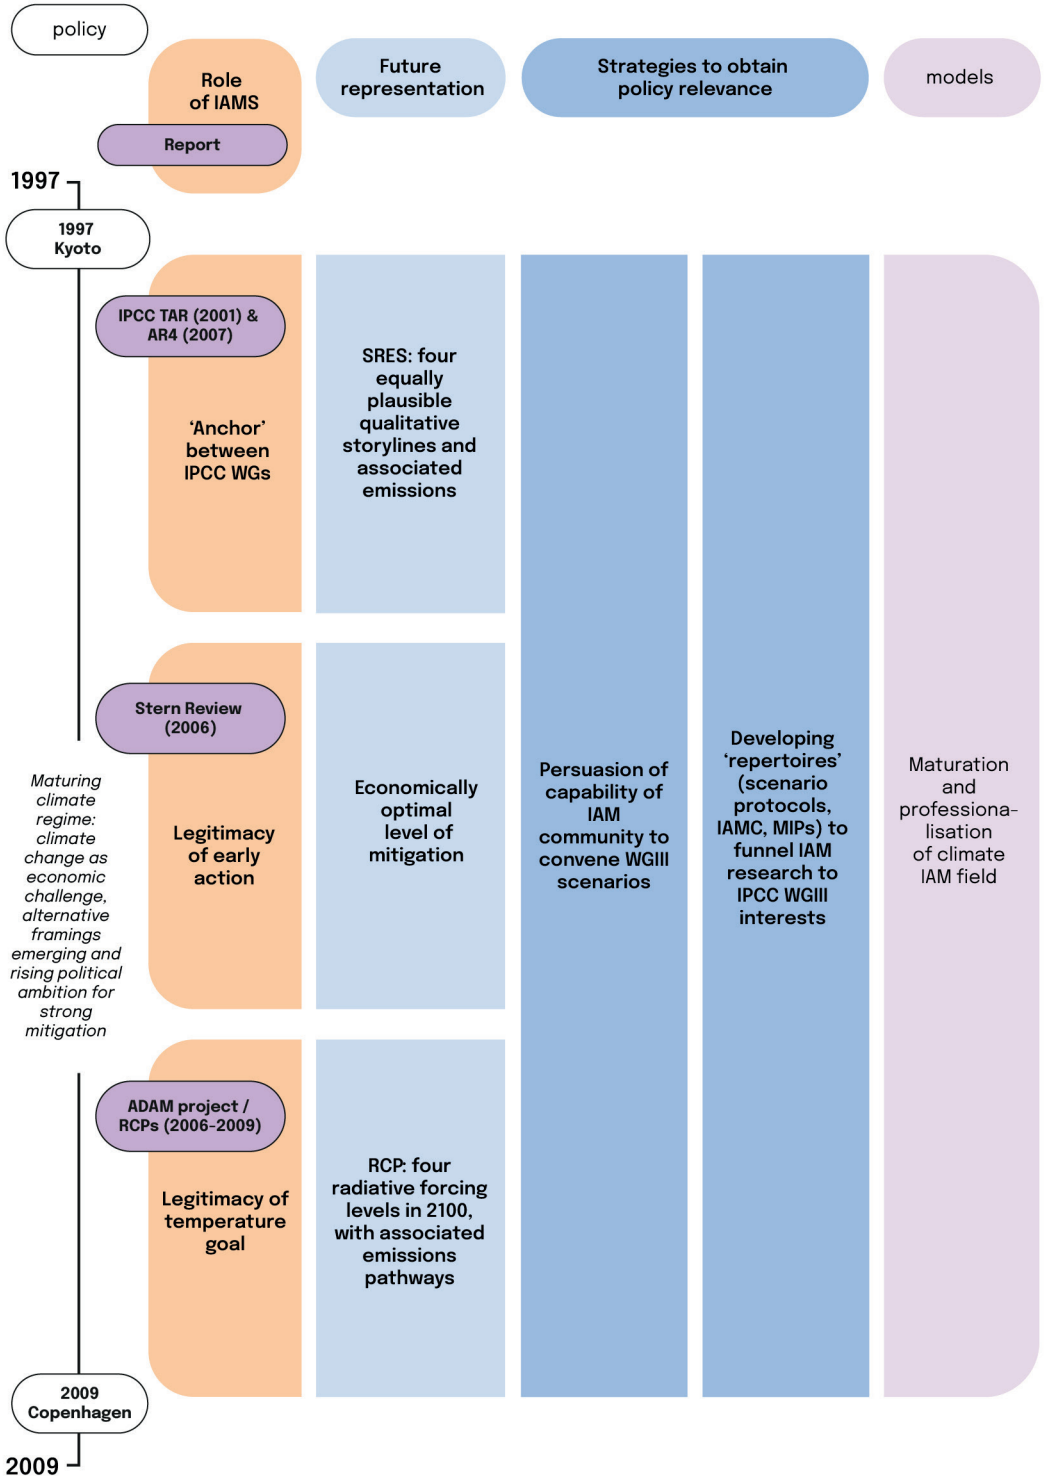 policy
Role
of IAMS
Report
Future
representation
Strategies to obtain
policy relevance
models
1997
1997
Kyoto
IPCC TAR (2001) &
AR4 (2007)
‘Anchor’
between
IPCC WGs
SRES: four
equally
plausible
qualitative
storylines and
associated
emissions
Stern Review
(2006)
Legitimacy
of early
action
Economically
optimal
level of
mitigation
Persuasion of
capability of
IAM
community to
convene WGIII
scenarios
Developing
‘repertoires’
(scenario
protocols,
IAMC, MIPs) to
funnel IAM
research to
IPCC WGIII
interests
Maturation
and
professiona-
lisation
of climate
IAM field
Maturing
climate
regime:
climate
change as
economic
challenge,
alternative
framings
emerging and
rising political
ambition for
strong
mitigation
ADAM project /
RCPs (2006-2009)
Legitimacy of
temperature
goal
RCP: four
radiative forcing
levels in 2100,
with associated
emissions
pathways
2009
Copenhagen
2009